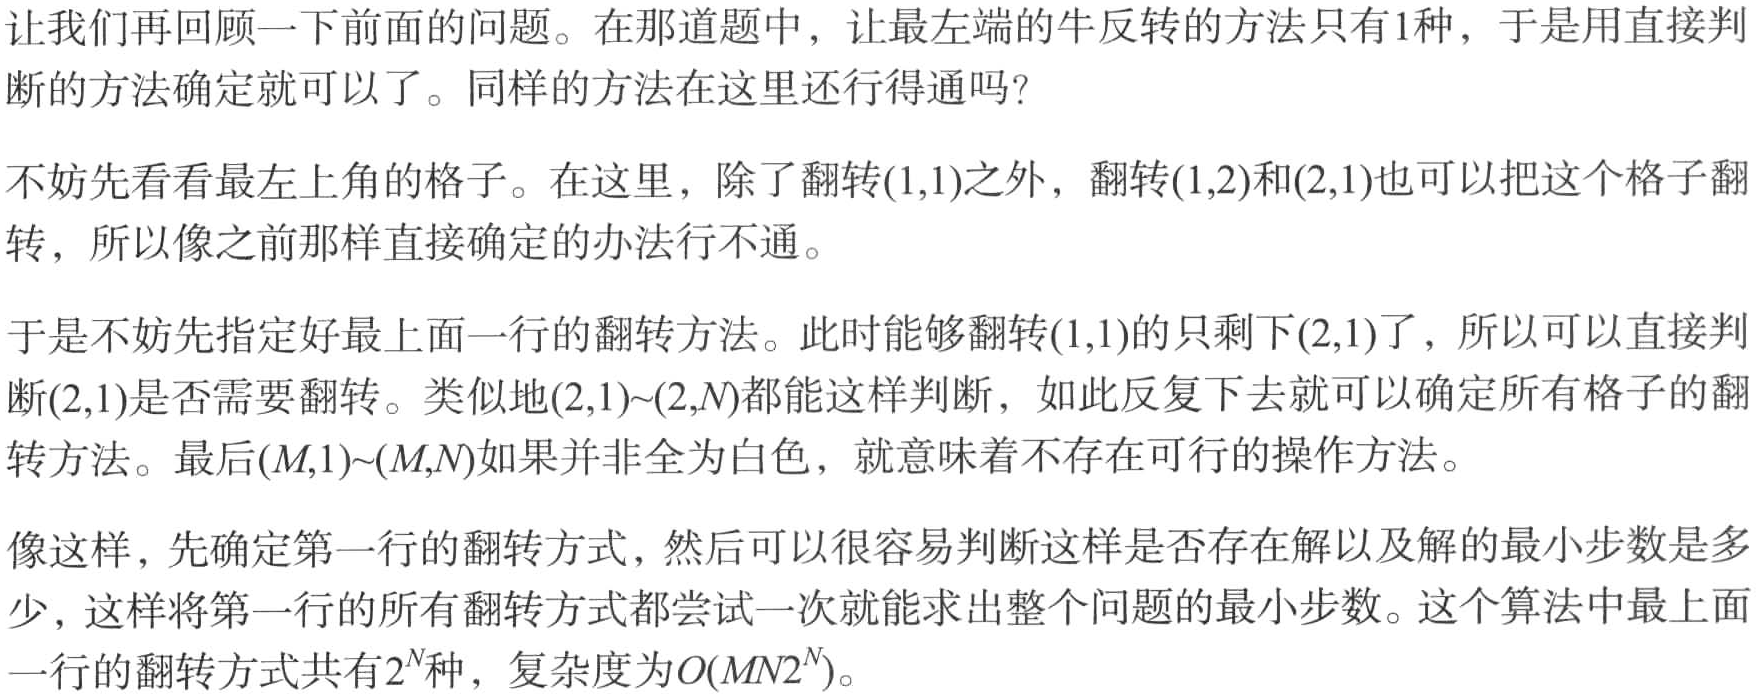 让我们再回顾一下前面的问题。在那道题中，让最左端的牛反转的方法只有1种，于是用直接判
断的方法确定就可以了。同样的方法在这里还行得通吗？
不妨先看看最左上角的格子。在这里，除了翻转(1,1)之外，翻转(1,2)和(2,1)也可以把这个格子翻
转，所以像之前那样直接确定的办法行不通。
于是不妨先指定好最上面一行的翻转方法。此时能够翻转(1,1)的只剩下(2,1)了，所以可以直接判
断(2,1)是否需要翻转。类似地(2,1)~(2,N)都能这样判断，如此反复下去就可以确定所有格子的翻
转方法。最后(M,1)~(M,N)如果并非全为白色，就意味着不存在可行的操作方法。
像这样，先确定第一行的翻转方式，然后可以很容易判断这样是否存在解以及解的最小步数是多
少，这样将第一行的所有翻转方式都尝试一次就能求出整个问题的最小步数。这个算法中最上面
一行的翻转方式共有2^N种，复杂度为O(MN2^N)。